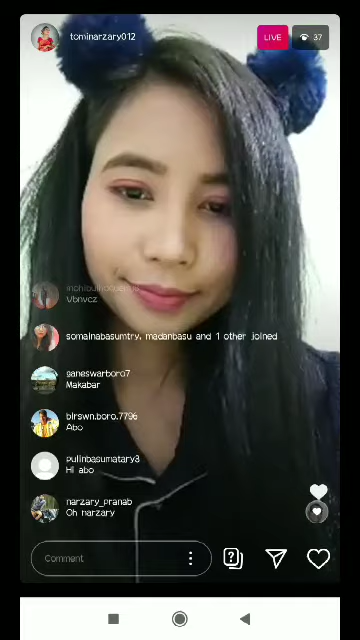 tominarzary012
LIVE
37
Vbnvcz
somainabasumtry, madanbasu and 1 other joined
ganeswarboro7
Makabar
birswn.boro.7796
Abo
pulinbasumatary3
Hi abo
narzary_pranab
Oh narzary
Comment